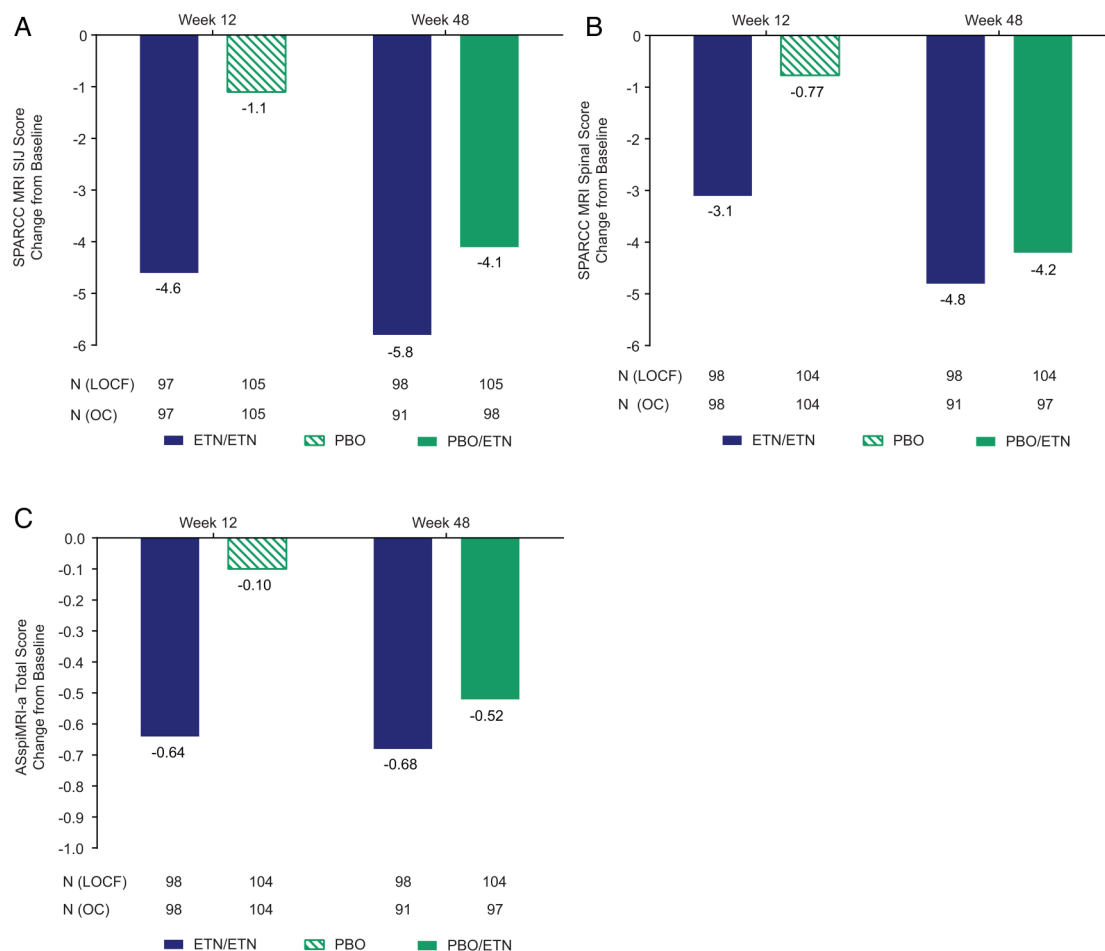 A
Week 12 Week 48
SPARCC MRI SIJ Score
Change from Baseline
0
-1
-2
-3
-4
-5
-6
-4.6
-1.1
-5.8
-4.1
N (LOCF) 97 105 98 105
N (OC) 97 105 91 98
ETN/ETN PBO PBO/ETN
B
Week 12 Week 48
SPARCC MRI Spinal Score
Change from Baseline
0
-1
-2
-3
-4
-5
-6
-3.1
-0.77
-4.8
-4.2
N (LOCF) 98 104 98 104
N (OC) 98 104 91 97
ETN/ETN PBO PBO/ETN
C
Week 12 Week 48
ASspiMRI-a Total Score
Change from Baseline
0.0
-0.1
-0.2
-0.3
-0.4
-0.5
-0.6
-0.7
-0.8
-0.9
-1.0
-0.64
-0.10
-0.68
-0.52
N (LOCF) 98 104 98 104
N (OC) 98 104 91 97
ETN/ETN PBO PBO/ETN